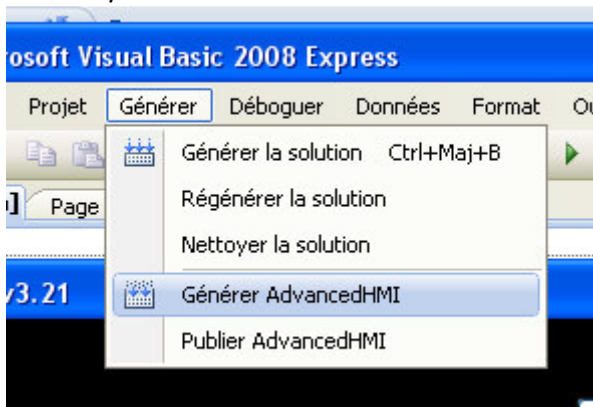 rosoft Visual Basic 2008 Express
Projet Générer Déboguer Données Format Ou
Générer la solution Ctrl+Maj+B
Page
Régénérer la solution
Nettoyer la solution
v3.21
Générer AdvancedHMI
Publier AdvancedHMI